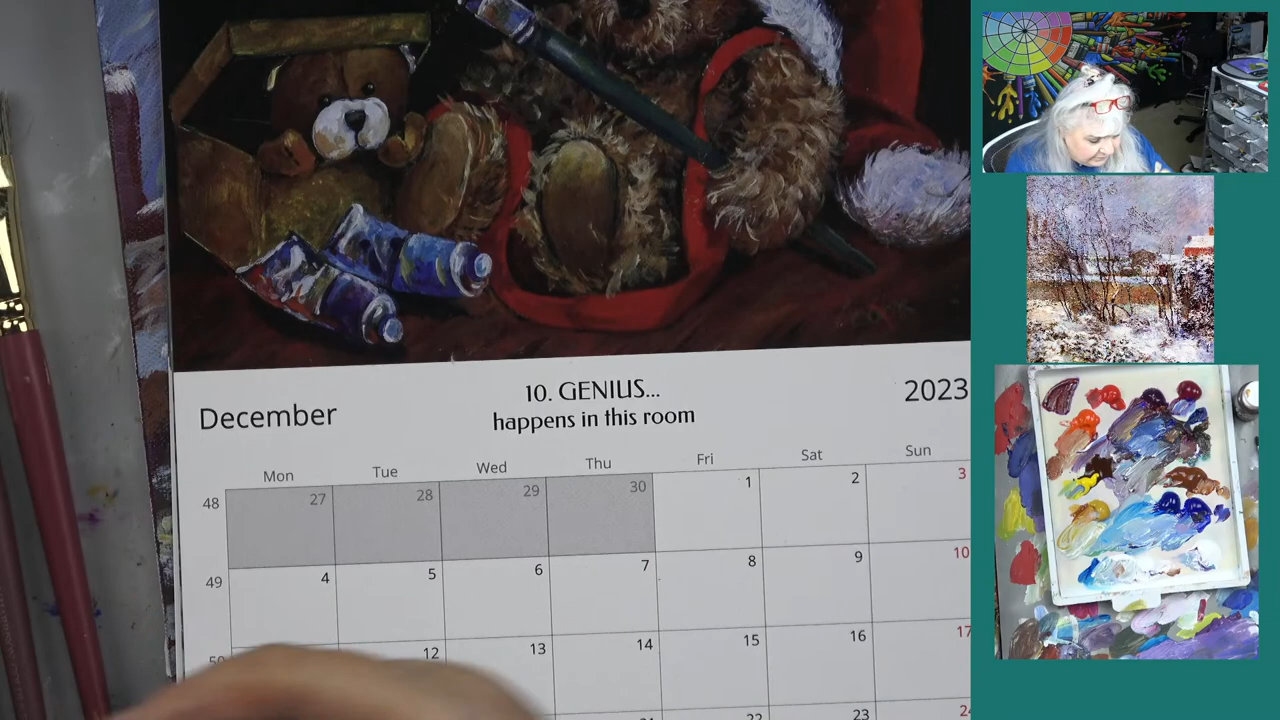 December
10. GENIUS...
happens in this room
2023
Mon Tue Wed Thu Fri Sat Sun
48 27 28 29 30 1 2 3
49 4 5 6 7 8 9 10
12 13 14 15 16 17
22 23